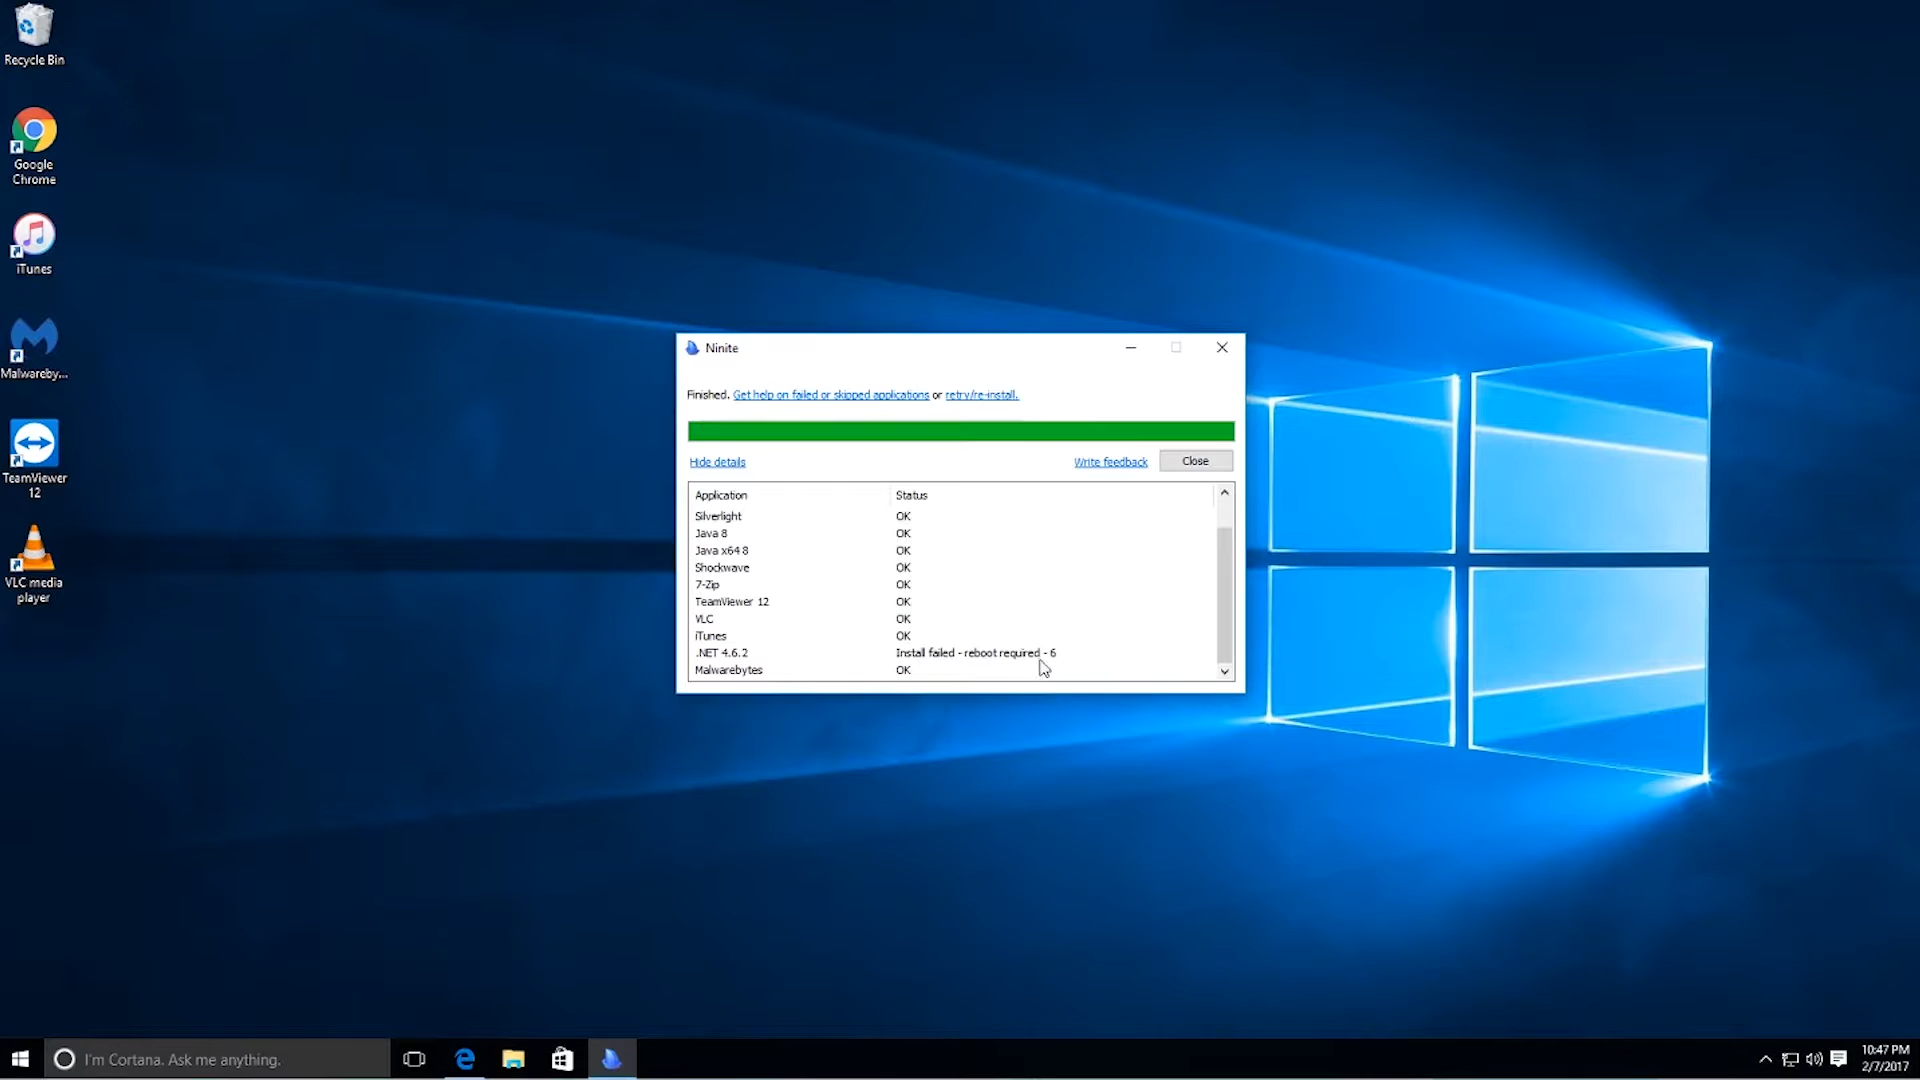 Recycle Bin
Google
Chrome
iTunes
Malwareby...
TeamViewer
12
VLC media
player
Ninite
Finished. Get help on failed or skipped applications or retry/re-install.
Hide details
Write feedback
Close
Application Status
Silverlight OK
Java 8 OK
Java x64 8 OK
Shockwave OK
7-Zip OK
TeamViewer 12 OK
VLC OK
iTunes OK
.NET 4.6.2 Install failed - reboot required - 6
Malwarebytes OK
I'm Cortana. Ask me anything.
10:47 PM
2/7/2017